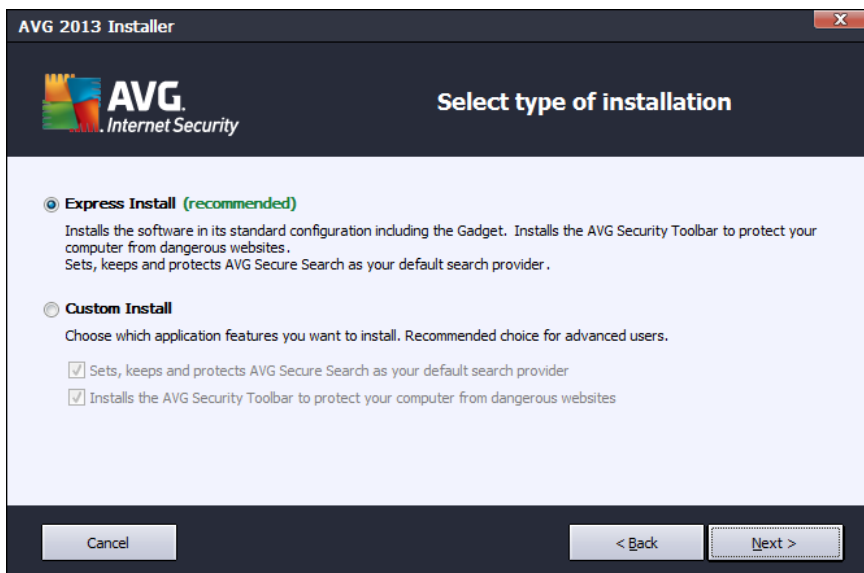 AVG 2013 Installer
AVG.
Internet Security
Select type of installation
Express Install (recommended)
Installs the software in its standard configuration including the Gadget. Installs the AVG Security Toolbar to protect your
computer from dangerous websites.
Sets, keeps and protects AVG Secure Search as your default search provider.
Custom Install
Choose which application features you want to install. Recommended choice for advanced users.
Sets, keeps and protects AVG Secure Search as your default search provider
Installs the AVG Security Toolbar to protect your computer from dangerous websites
Cancel
< Back
Next >